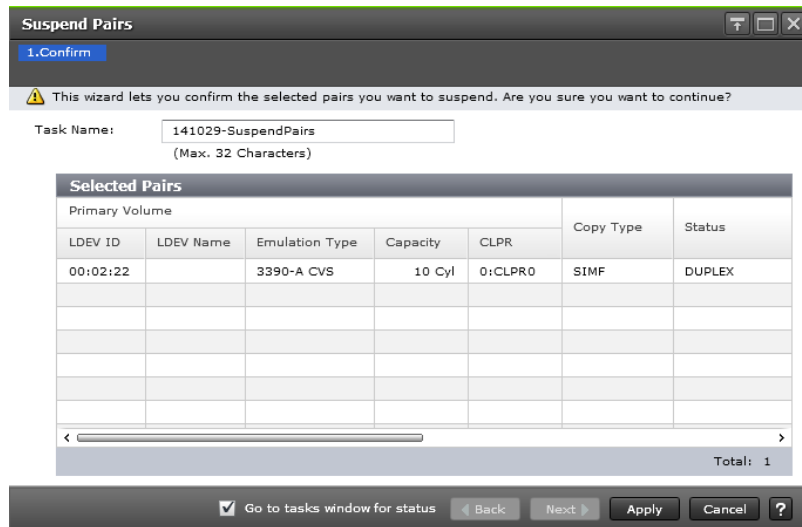 Suspend Pairs
1.Confirm
This wizard lets you confirm the selected pairs you want to suspend. Are you sure you want to continue?
Task Name: 141029-SuspendPairs
(Max. 32 Characters)
Selected Pairs
Primary Volume Copy Type Status
LDEV ID LDEV Name Emulation Type Capacity CLPR
00:02:22 3390-A CVS 10 Cyl 0:CLPR0 SIMF DUPLEX
Total: 1
Go to tasks window for status Back Next Apply Cancel ?